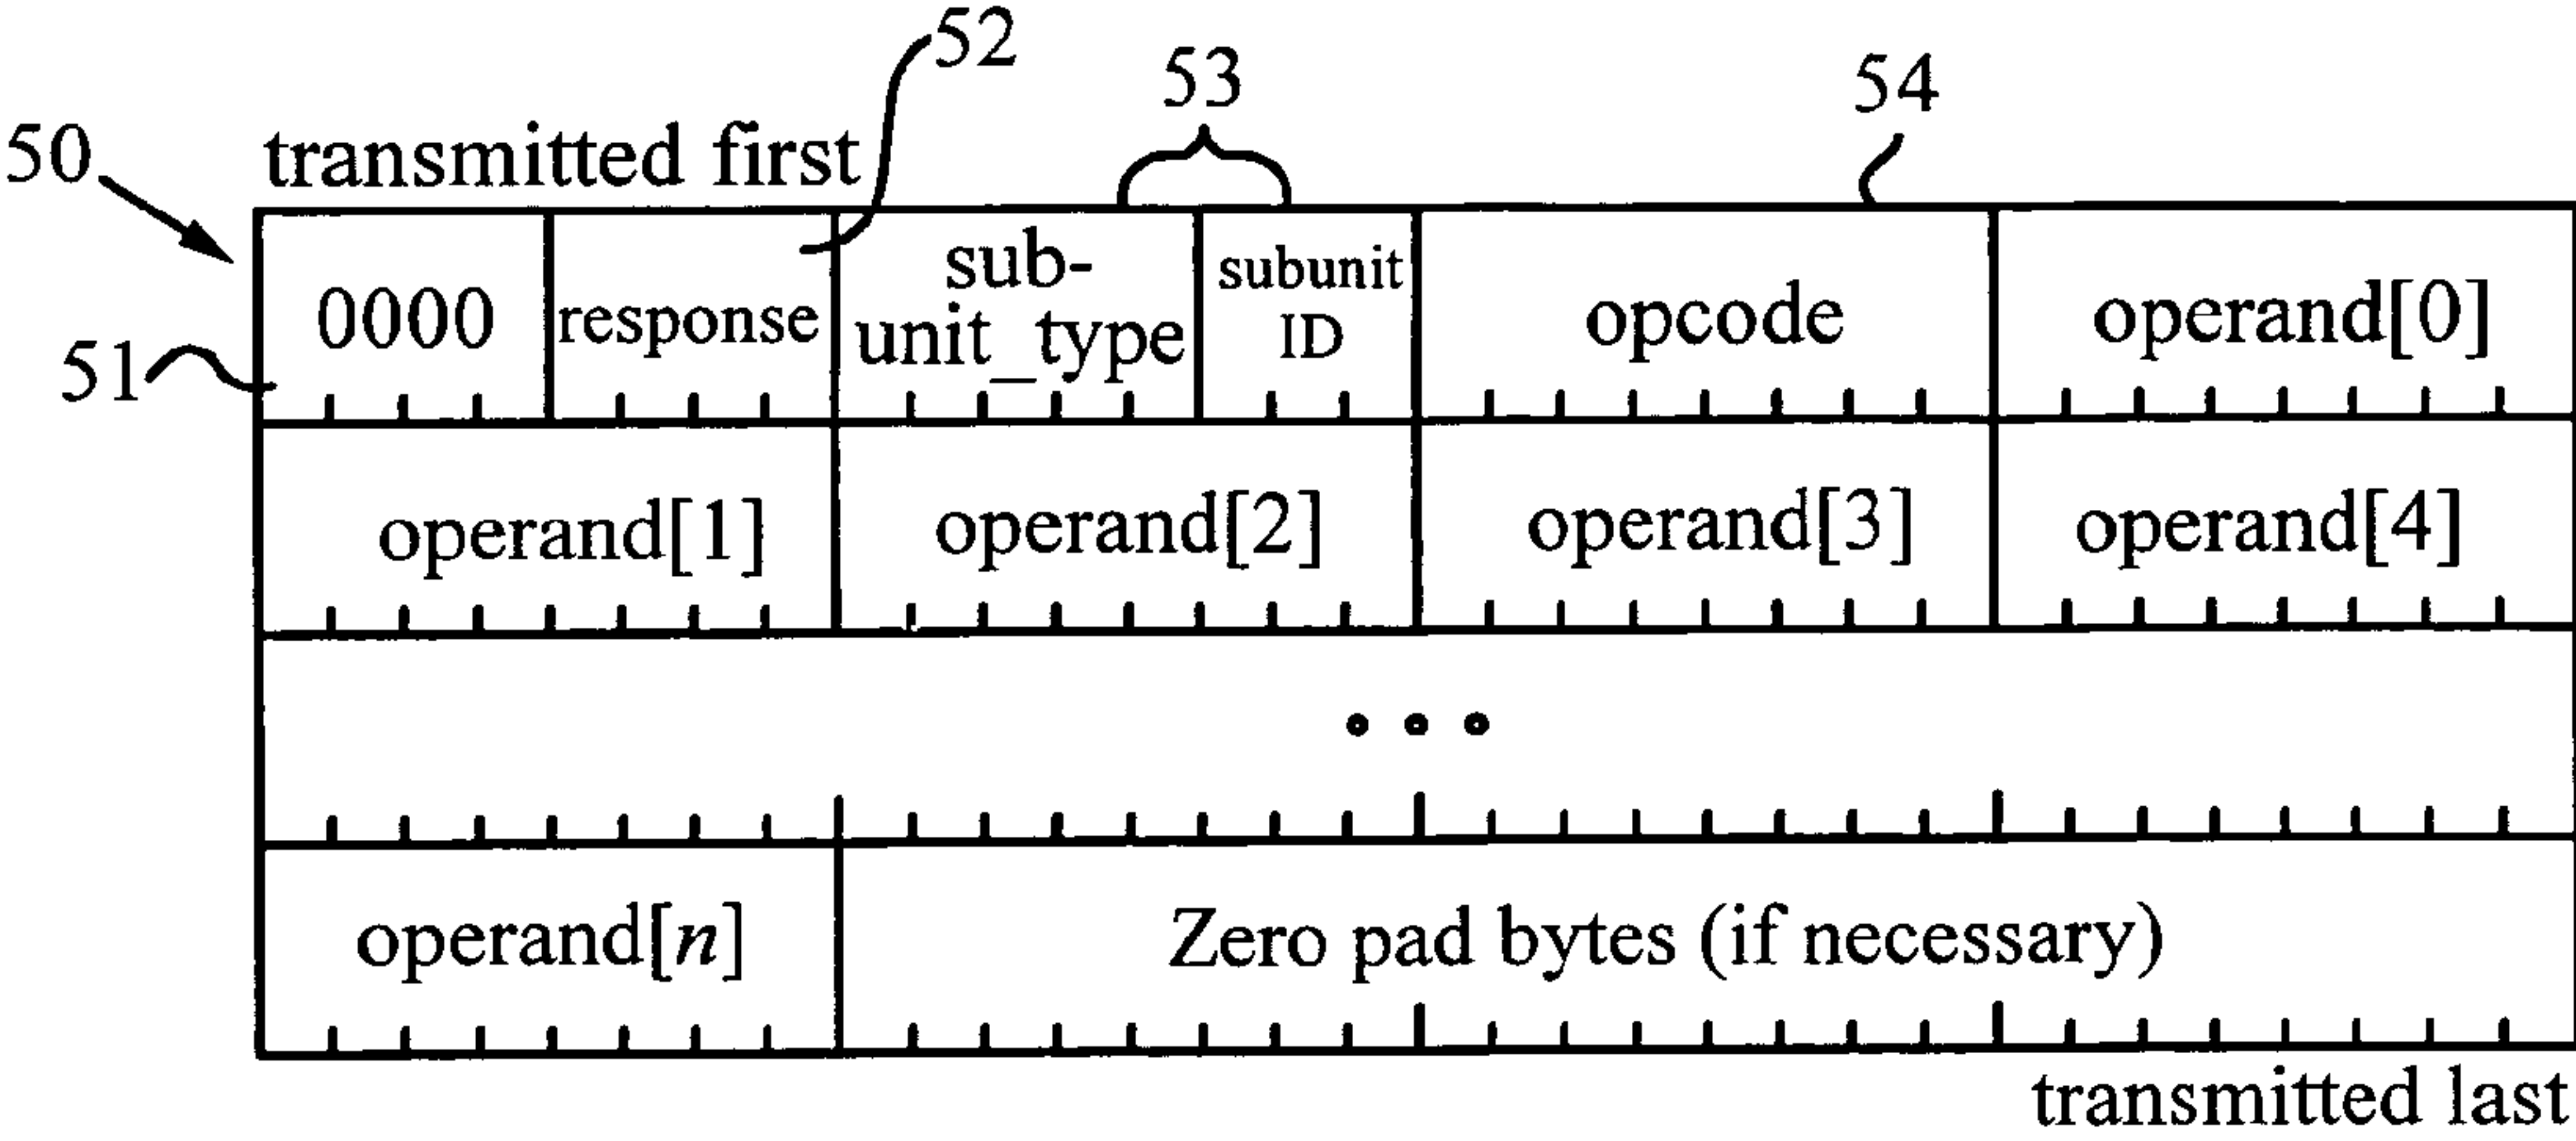 52
53
54
50
transmitted first
0000
response
sub-
unit_type
subunit
ID
opcode
operand[0]
51
operand[1]
operand[2]
operand[3]
operand[4]
operand[n]
Zero pad bytes (if necessary)
transmitted last